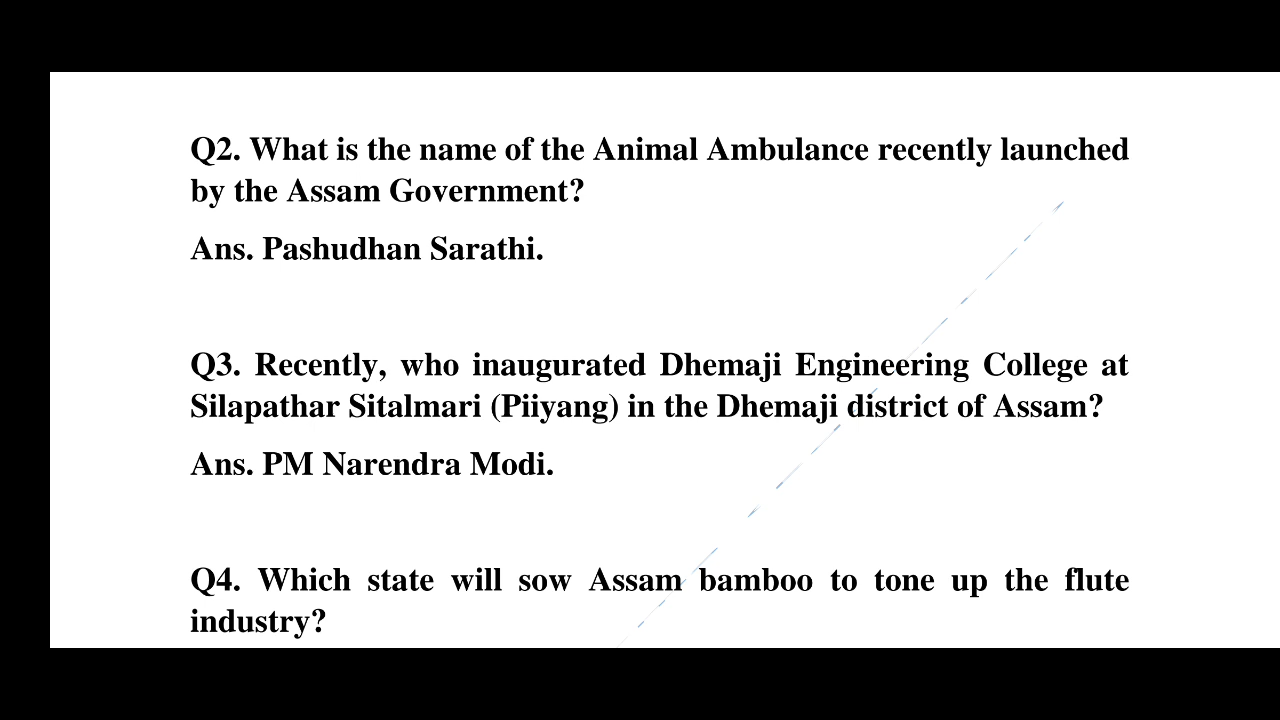 Q2. What is the name of the Animal Ambulance recently launched
by the Assam Government?
Ans. Pashudhan Sarathi.
Q3. Recently, who inaugurated Dhemaji Engineering College at
Silapathar Sitalmari (Piiyang) in the Dhemaji district of Assam?
Ans. PM Narendra Modi.
Q4. Which state will sow Assam bamboo to tone up the flute
industry?